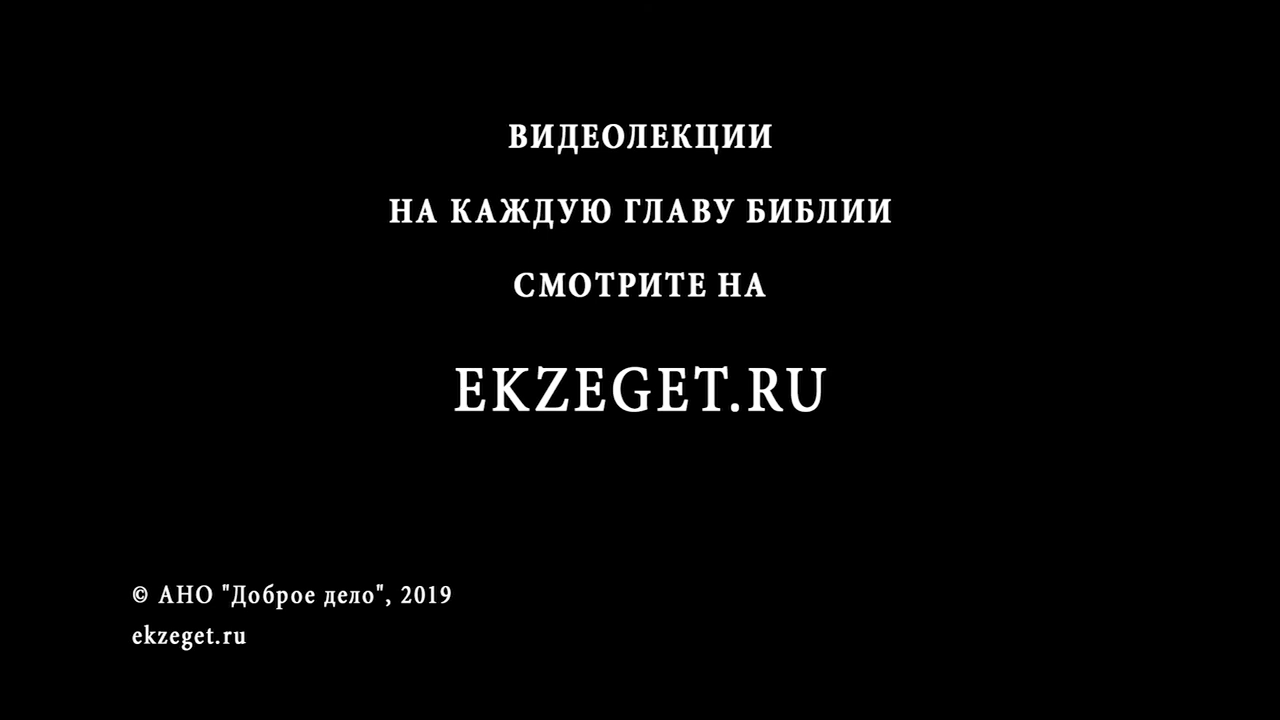 ВИДЕОЛЕКЦИИ
НА КАЖДУЮ ГЛАВУ БИБЛИИ
СМОТРИТЕ НА
EKZEGET.RU
© АНО "Доброе дело", 2019
ekzeget.ru